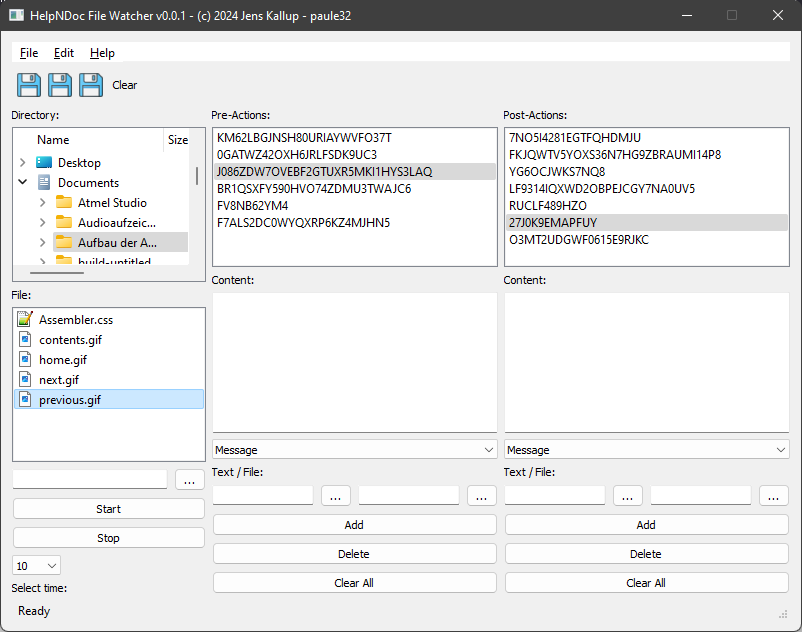 HelpNDoc File Watcher v0.0.1 - (c) 2024 Jens Kallup - paule32
File Edit Help
Clear
Directory:
Name Size
Desktop
Documents
Atmel Studio
Audioaufzeic...
Aufbau der A...
build-untitled
File:
Assembler.css
contents.gif
home.gif
next.gif
previous.gif
...
Start
Stop
10
Select time:
Ready
Pre-Actions:
KM62LBGJNSH80URIAYWVFO37T
0GATWZ42OXH6JRLFSDK9UC3
J086ZDW7OVEBF2GTUXR5MKI1HYS3LAQ
BR1QSXFY590HVO74ZDMU3TWAJC6
FV8NB62YM4
F7ALS2DC0WYQXRP6KZ4MJHN5
Content:
Message
Text / File:
... ...
Add
Delete
Clear All
Post-Actions:
7NO5I4281EGTFQHDMJU
FKJQWTV5YOXS36N7HG9ZBRAUMI14P8
YG6OCJWKS7NQ8
LF9314IQXWD2OBPEJCGY7NA0UV5
RUCLF489HZO
27J0K9EMAPFUY
O3MT2UDGWF0615E9RJKC
Content:
Message
Text / File:
... ...
Add
Delete
Clear All